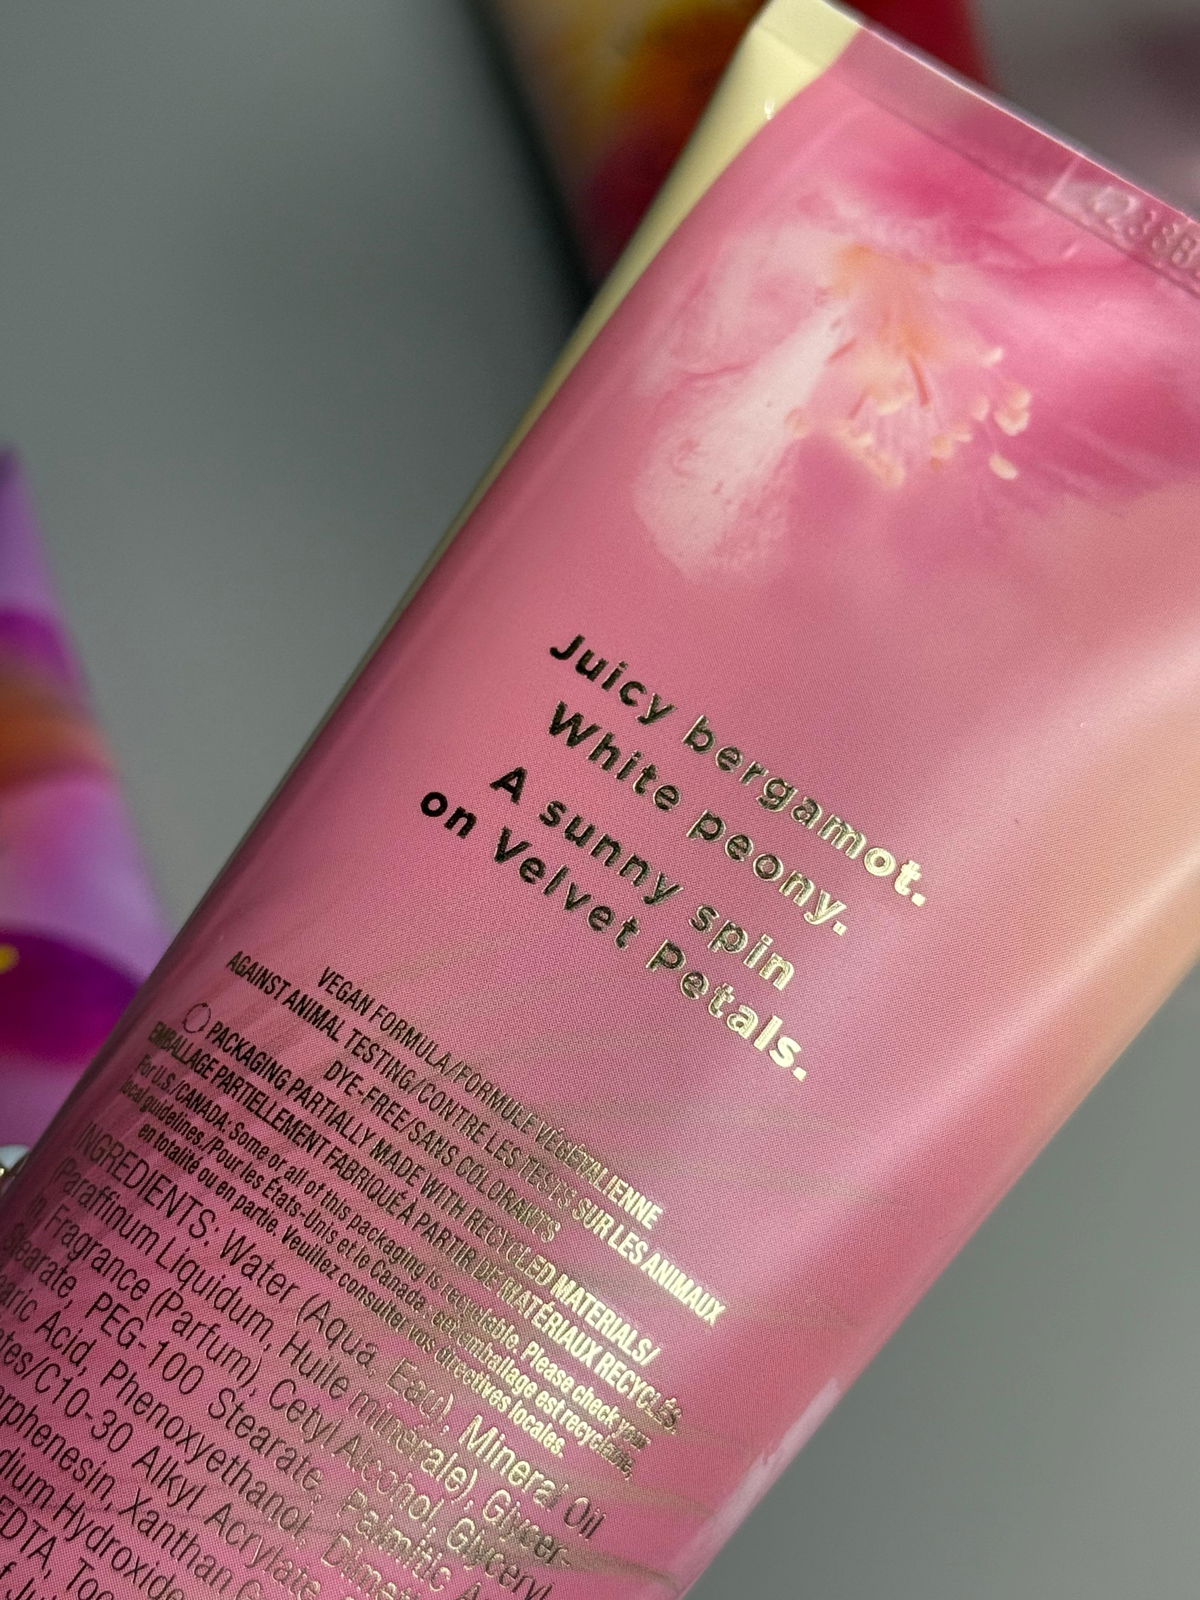 Juicy bergamot.
White peony.
A sunny spin
on Velvet Petals.
VEGAN FORMULA/FORMULE VÉGÉTALIENNE
AGAINST ANIMAL TESTING/CONTRE LES TESTS SUR LES ANIMAUX
DYE-FREE/SANS COLORANTS
PACKAGING PARTIALLY MADE WITH RECYCLED MATERIALS/
EMBALLAGE PARTIELLEMENT FABRIQUÉ À PARTIR DE MATÉRIAUX RECYCLÉS.
For U.S./CANADA: Some or all of this packaging is recyclable. Please check your
local guidelines./Pour les États-Unis et le Canada, cet emballage est recyclable,
en totalité ou en partie. Veuillez consulter vos directives locales.
INGREDIENTS: Water (Aqua, Eau), Mineral Oil
(Paraffinum Liquidum, Huile minérale), Glycer-
in, Fragrance (Parfum), Cetyl Alcohol, Glyceryl
Stearate, PEG-100 Stearate, Palmitic
Acid, Phenoxyethanol,
C10-30 Alkyl Acrylate
Xanthan
Hydroxide
EDTA,